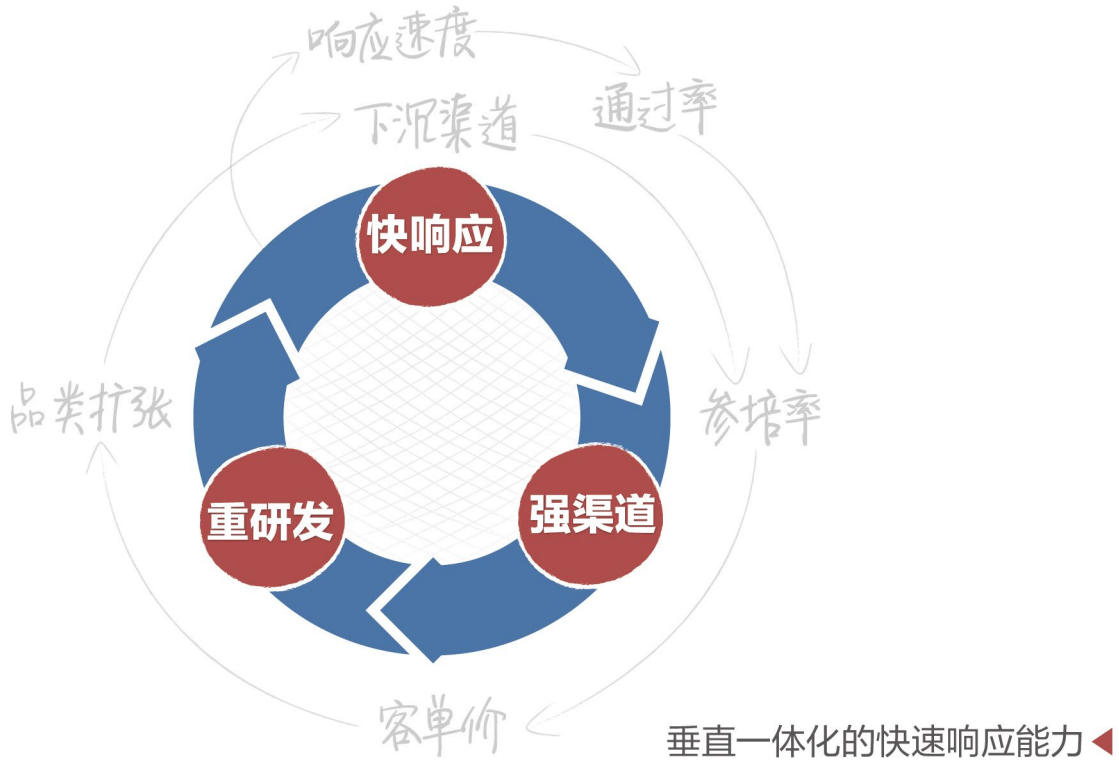 响应速度
通过率
下沉渠道
快响应
品类扩张
参培率
重研发
强渠道
客单价
垂直一体化的快速响应能力